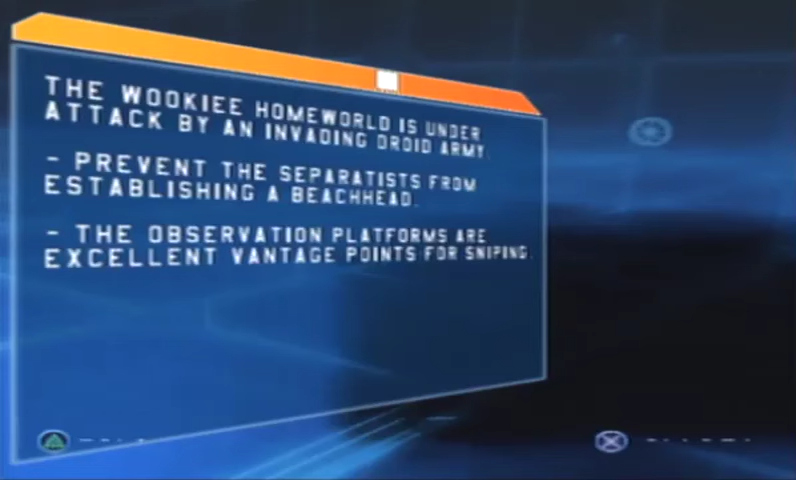 THE WOOKIEE HOMEWORLD IS UNDER
ATTACK BY AN INVADING DROID ARMY.
- PREVENT THE SEPARATISTS FROM
ESTABLISHING A BEACHHEAD.
- THE OBSERVATION PLATFORMS ARE
EXCELLENT VANTAGE POINTS FOR SNIPING.